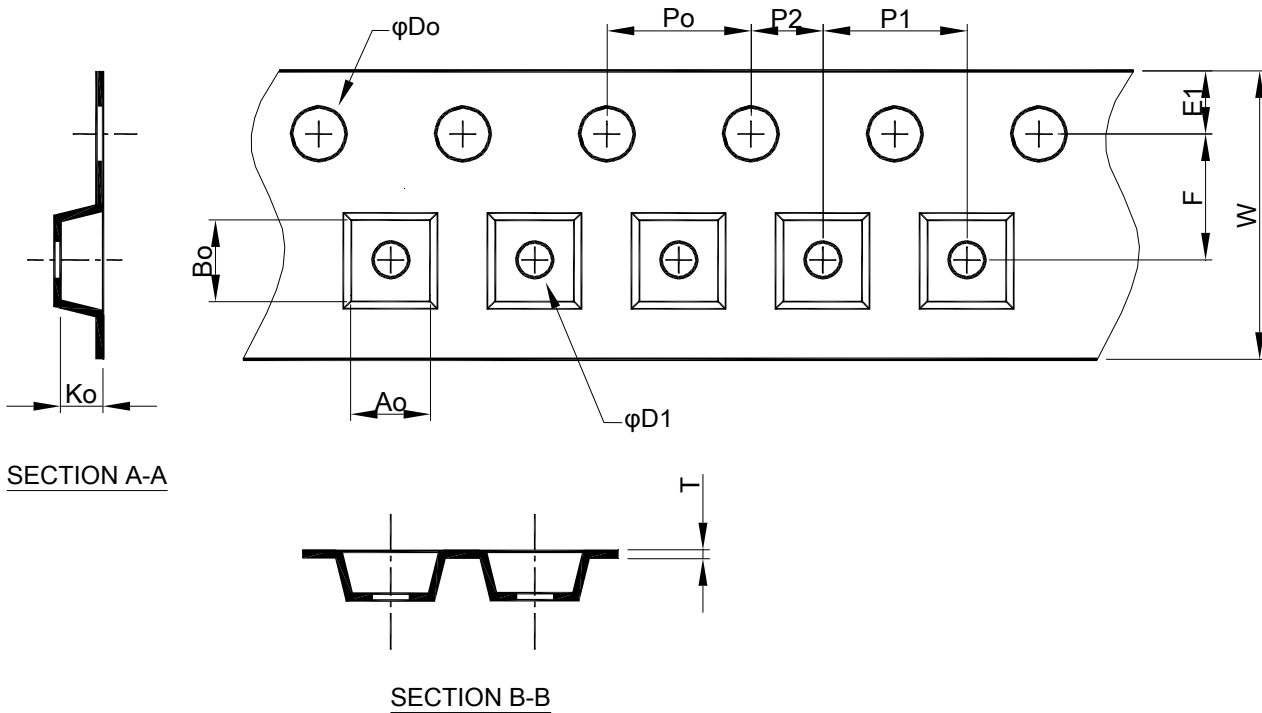 φDo
Po
P2
P1
E1
F
W
Bo
Ko
Ao
φD1
SECTION A-A
T
SECTION B-B